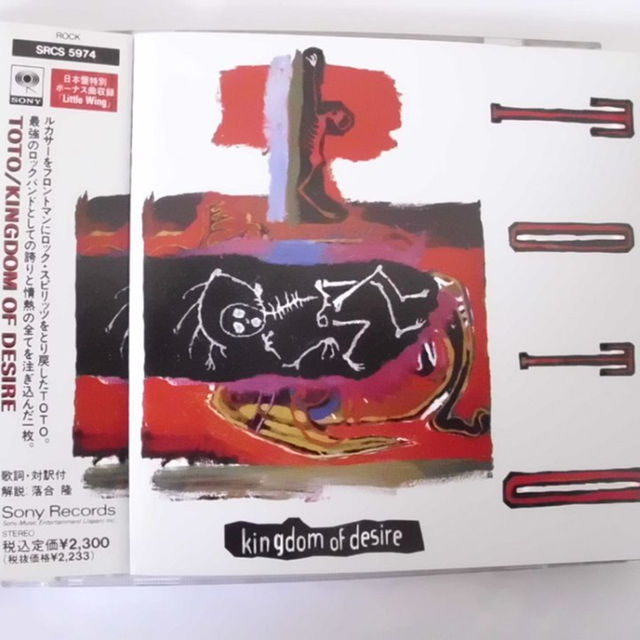 ROCK
SRCS 5974
SONY
日本盤特別
ボーナス曲収録
「Little Wing」
TOTO/KINGDOM OF DESIRE
ルカサーをフロントマンにロック・スピリッツをとり戻したTOTO。
最強のロックバンドとしての誇りと情熱の全てを注ぎ込んだ一枚。
歌詞・対訳付
解説:落合 隆
Sony Records
Sony Music Entertainment (Japan) Inc.
STEREO
税込定価¥2,300
(税抜価格¥2,233)
TOTO
kingdom of desire